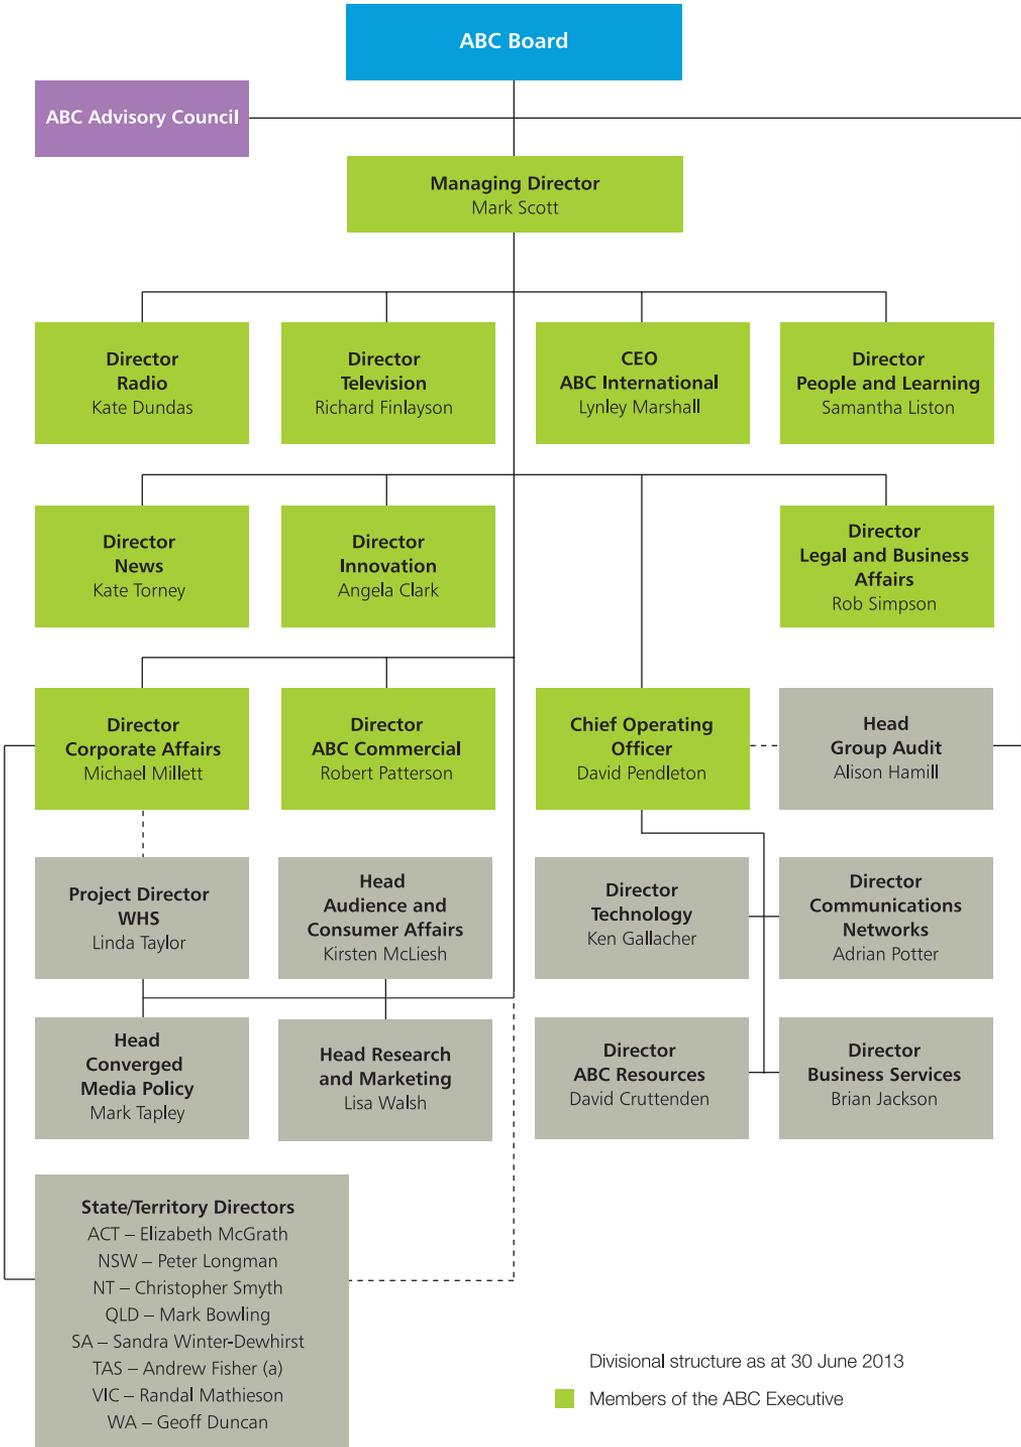 ABC Board
ABC Advisory Council
Managing Director
Mark Scott
Director
Radio
Kate Dundas
Director
Television
Richard Finlayson
CEO
ABC International
Lynley Marshall
Director
People and Learning
Samantha Liston
Director
News
Kate Torney
Director
Innovation
Angela Clark
Director
Legal and Business
Affairs
Rob Simpson
Director
Corporate Affairs
Michael Millett
Director
ABC Commercial
Robert Patterson
Chief Operating
Officer
David Pendleton
Head
Group Audit
Alison Hamill
Project Director
WHS
Linda Taylor
Head
Audience and
Consumer Affairs
Kirsten McLiesh
Director
Technology
Ken Gallacher
Director
Communications
Networks
Adrian Potter
Head
Converged
Media Policy
Mark Tapley
Head Research
and Marketing
Lisa Walsh
Director
ABC Resources
David Cruttenden
Director
Business Services
Brian Jackson
State/Territory Directors
ACT – Elizabeth McGrath
NSW – Peter Longman
NT – Christopher Smyth
QLD – Mark Bowling
SA – Sandra Winter-Dewhirst
TAS – Andrew Fisher (a)
VIC – Randal Mathieson
WA – Geoff Duncan
Divisional structure as at 30 June 2013
Members of the ABC Executive